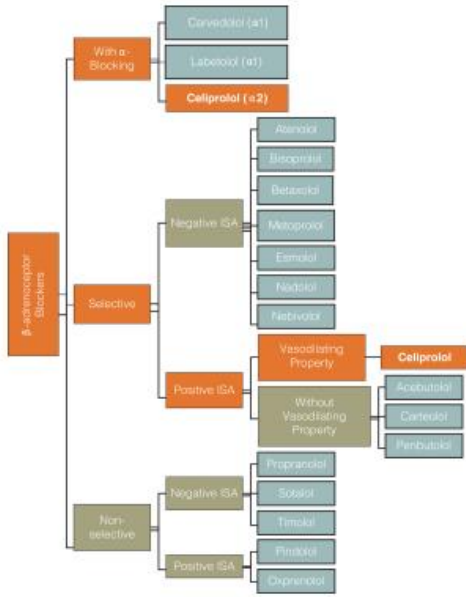 β-adrenoceptor
Blockers
With α-
Blocking
Carvedolol (α1)
Labetolol (α1)
Celiprolol (α2)
Selective
Negative ISA
Atenolol
Bisoprolol
Betaxolol
Metoprolol
Esmolol
Nadolol
Nebivolol
Positive ISA
Vasodilating
Property
Celiprolol
Without
Vasodilating
Property
Acebutolol
Carteolol
Penbutolol
Non-
selective
Negative ISA
Propranolol
Sotalol
Timolol
Positive ISA
Pindolol
Oxprenolol